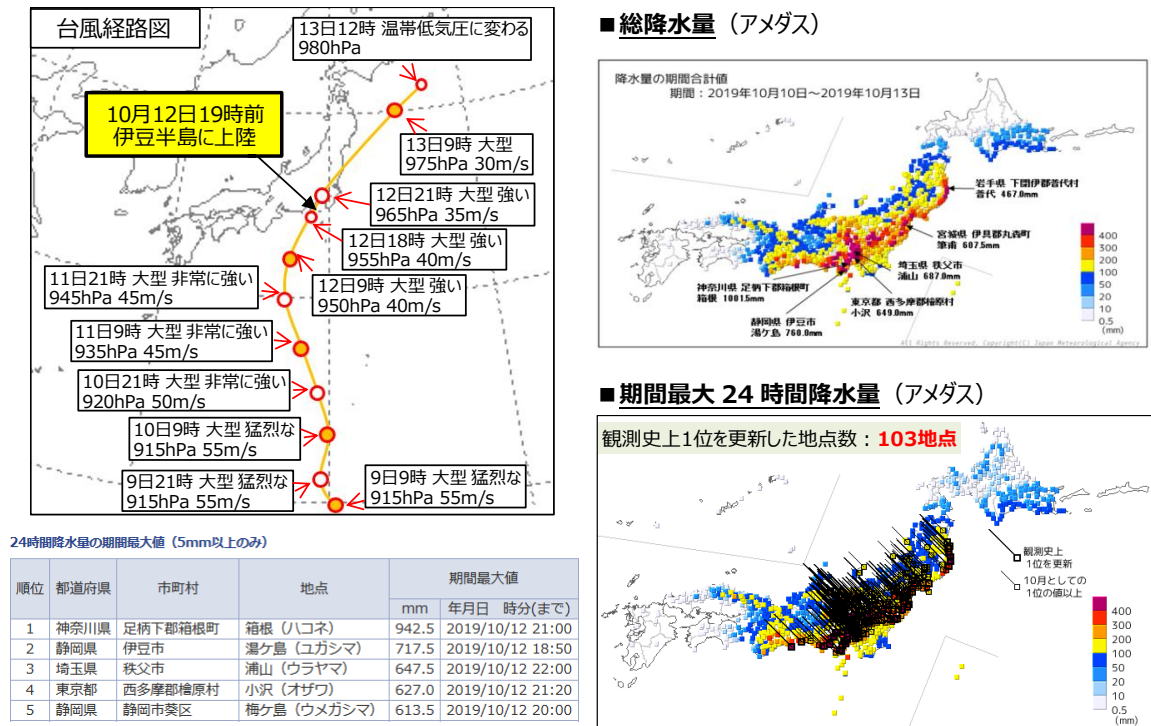 台風経路図
13日12時 温帯低気圧に変わる
980hPa
10月12日19時前
伊豆半島に上陸
13日9時 大型
975hPa 30m/s
12日21時 大型 強い
965hPa 35m/s
12日18時 大型 強い
955hPa 40m/s
11日21時 大型 非常に強い
945hPa 45m/s
12日9時 大型 強い
950hPa 40m/s
11日9時 大型 非常に強い
935hPa 45m/s
10日21時 大型 非常に強い
920hPa 50m/s
10日9時 大型 猛烈な
915hPa 55m/s
9日21時 大型 猛烈な
915hPa 55m/s
9日9時 大型 猛烈な
915hPa 55m/s
24時間降水量の期間最大値（5mm以上のみ）
順位 都道府県 市町村 地点 期間最大値
mm 年月日 時分(まで)
1 神奈川県 足柄下郡箱根町 箱根（ハコネ） 942.5 2019/10/12 21:00
2 静岡県 伊豆市 湯ケ島（ユガシマ） 717.5 2019/10/12 18:50
3 埼玉県 秩父市 浦山（ウラヤマ） 647.5 2019/10/12 22:00
4 東京都 西多摩郡檜原村 小沢（オザワ） 627.0 2019/10/12 21:20
5 静岡県 静岡市葵区 梅ケ島（ウメガシマ） 613.5 2019/10/12 20:00
■総降水量（アメダス）
降水量の期間合計値
期間：2019年10月10日～2019年10月13日
岩手県 下閉伊郡普代村
普代 467.0mm
宮城県 伊具郡丸森町
筆甫 607.5mm
埼玉県 秩父市
浦山 687.0mm
神奈川県 足柄下郡箱根町
箱根 1001.5mm
東京都 西多摩郡檜原村
小沢 649.0mm
静岡県 伊豆市
湯ケ島 760.0mm
400
300
200
100
50
20
10
0.5
(mm)
All Rights Reserved, Copyright(C) Japan Meteorological Agency
■期間最大 24 時間降水量（アメダス）
観測史上1位を更新した地点数：103地点
観測史上
1位を更新
10月としての
1位の値以上
400
300
200
100
50
20
10
0.5
(mm)